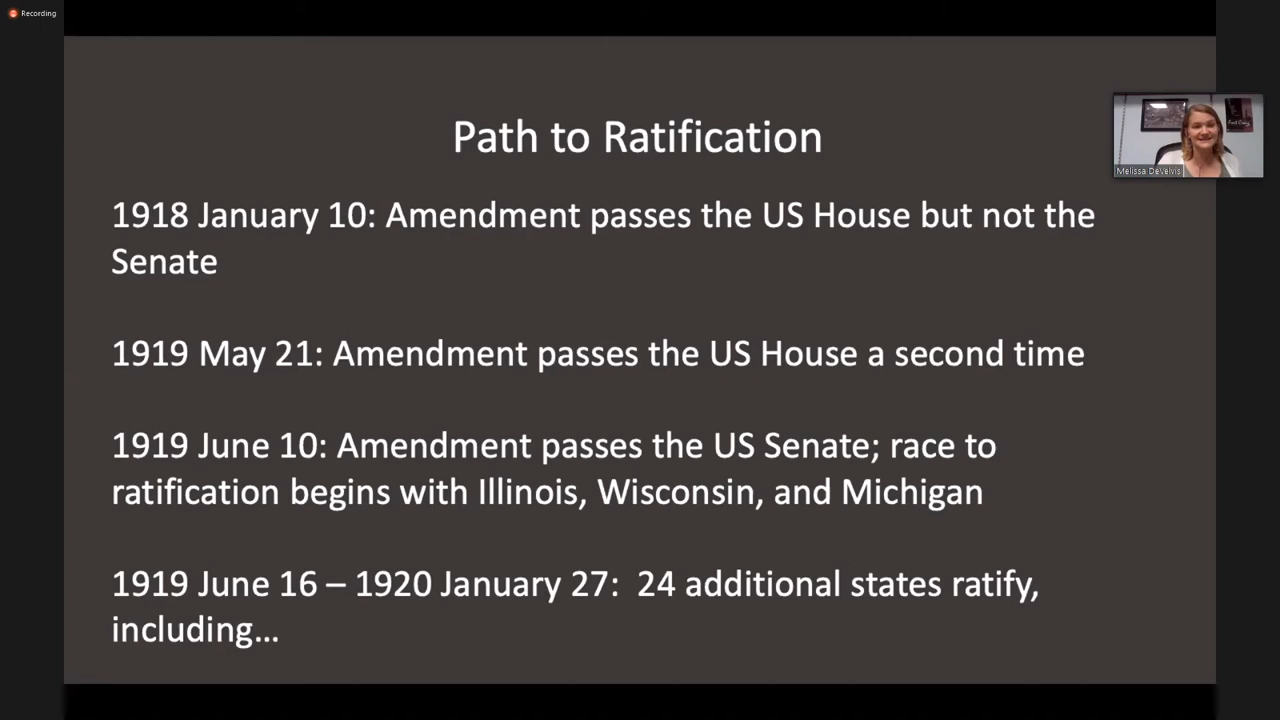 Recording
Path to Ratification
1918 January 10: Amendment passes the US House but not the
Senate
1919 May 21: Amendment passes the US House a second time
1919 June 10: Amendment passes the US Senate; race to
ratification begins with Illinois, Wisconsin, and Michigan
1919 June 16 – 1920 January 27:  24 additional states ratify,
including…
Melissa DeVelvis